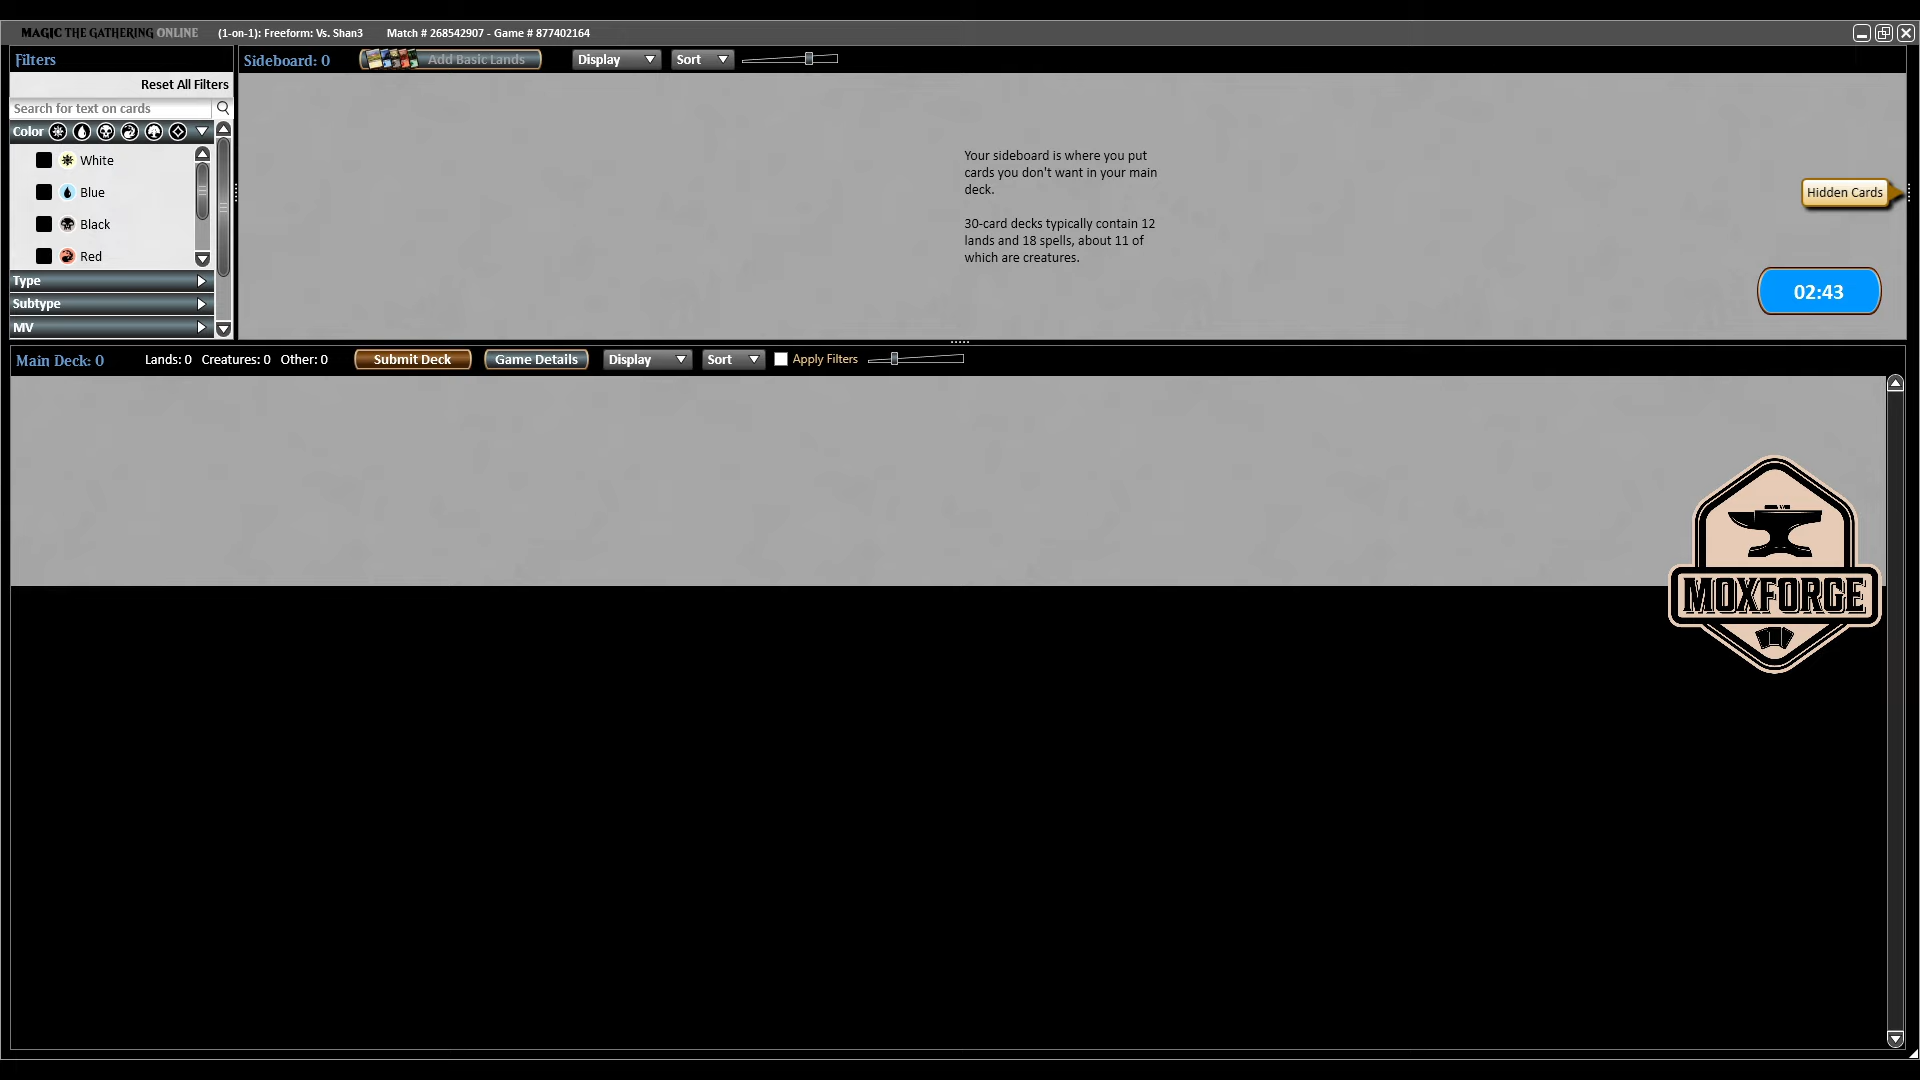 MAGIC THE GATHERING ONLINE (1-on-1): Freeform: Vs. Shan3 Match # 268542907 - Game # 877402164
Filters
Sideboard: 0 Add Basic Lands Display Sort
Reset All Filters
Search for text on cards
Color
White
Blue
Black
Red
Type
Subtype
MV
Your sideboard is where you put
cards you don't want in your main
deck.
30-card decks typically contain 12
lands and 18 spells, about 11 of
which are creatures.
Hidden Cards
02:43
Main Deck: 0 Lands: 0 Creatures: 0 Other: 0 Submit Deck Game Details Display Sort Apply Filters
MOXFORGE